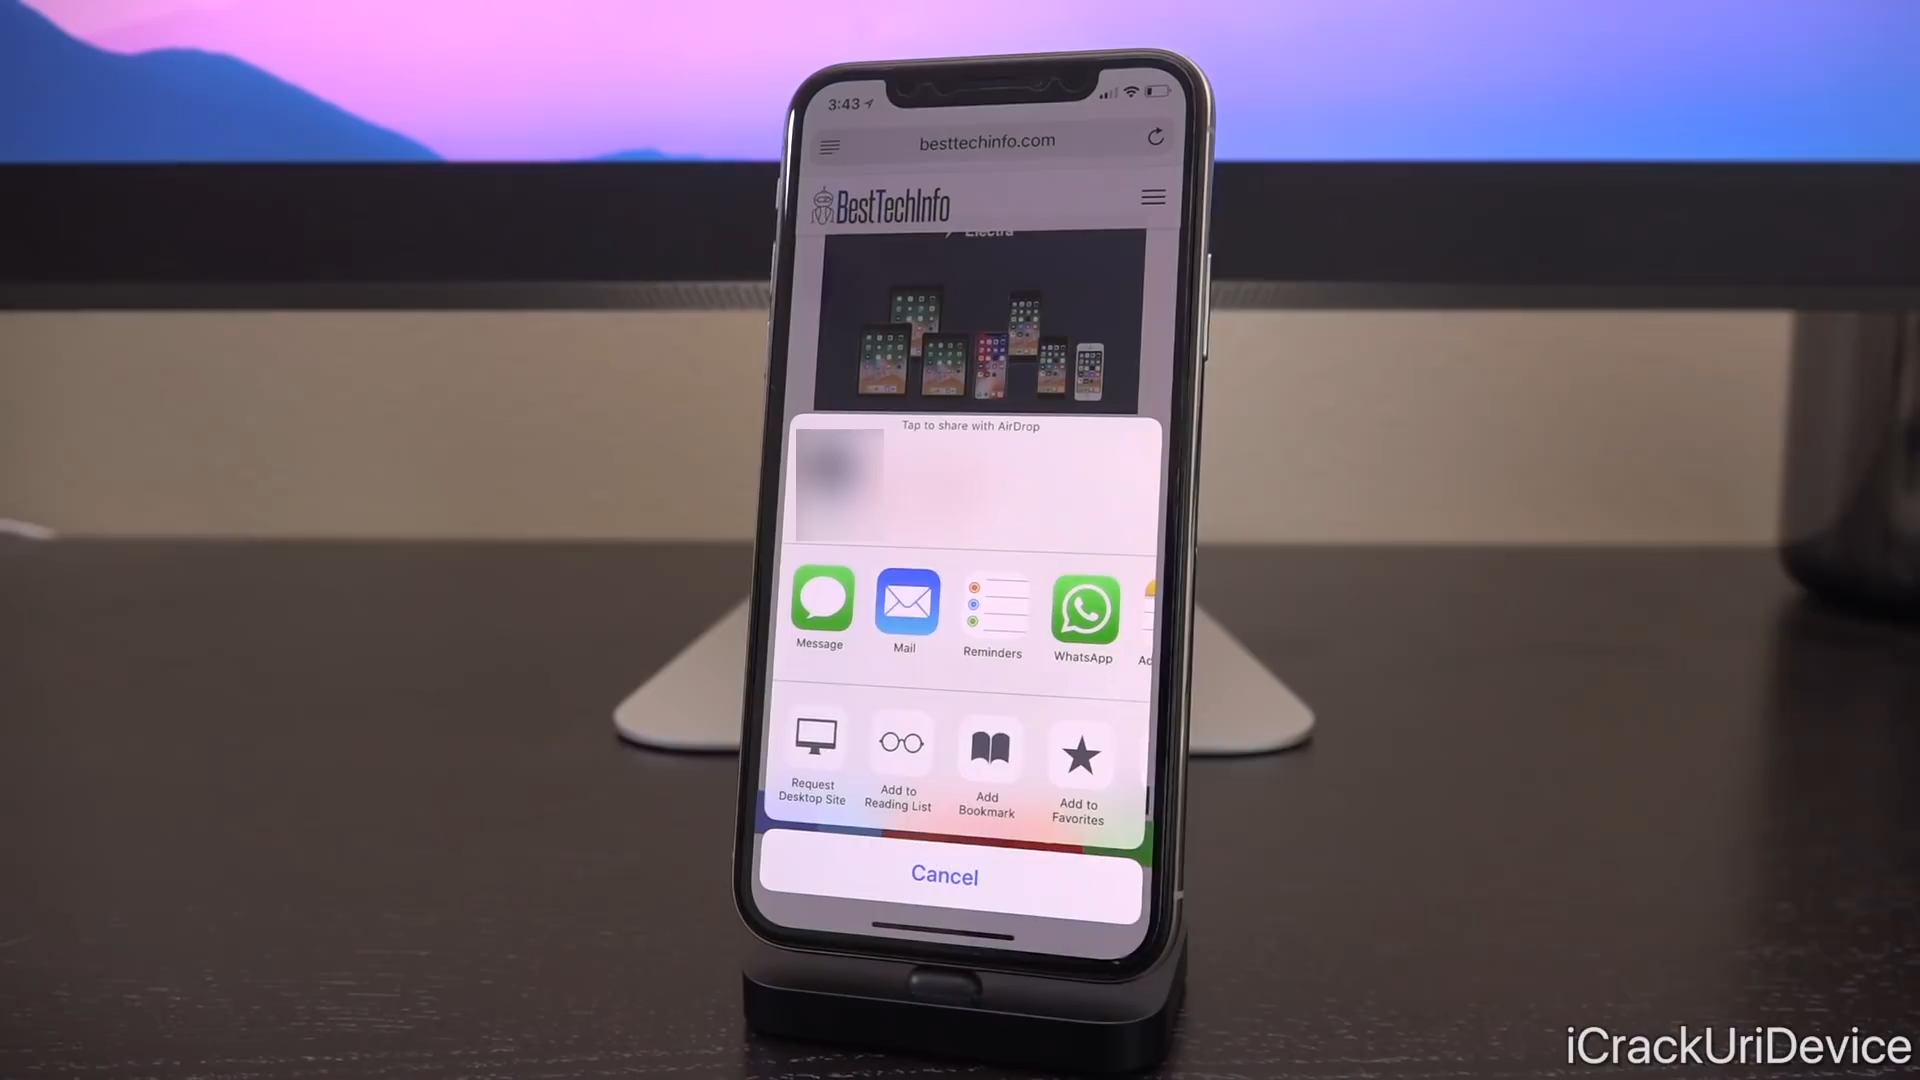 3:43
besttechinfo.com
BestTechInfo
Electra
Tap to share with AirDrop
Message
Mail
Reminders
WhatsApp
Request
Desktop Site
Add to
Reading List
Add
Bookmark
Add to
Favorites
Cancel
iCrackUriDevice